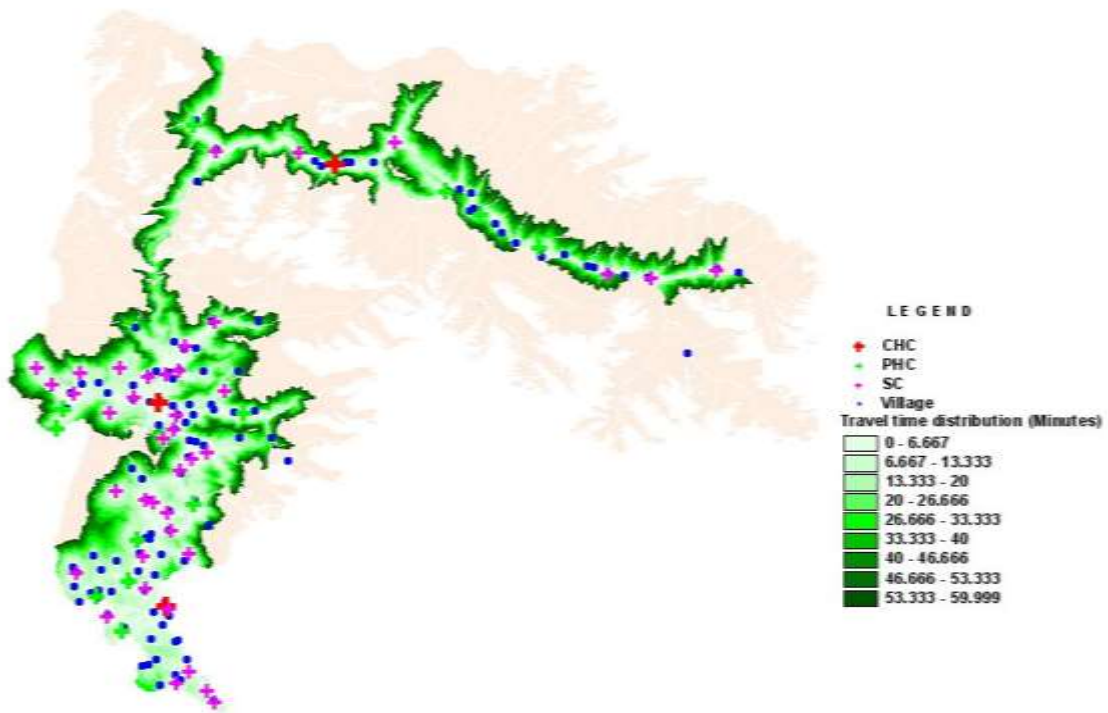 LEGEND
CHC
PHC
SC
Village
Travel time distribution (Minutes)
0 - 6.667
6.667 - 13.333
13.333 - 20
20 - 26.666
26.666 - 33.333
33.333 - 40
40 - 46.666
46.666 - 53.333
53.333 - 59.999